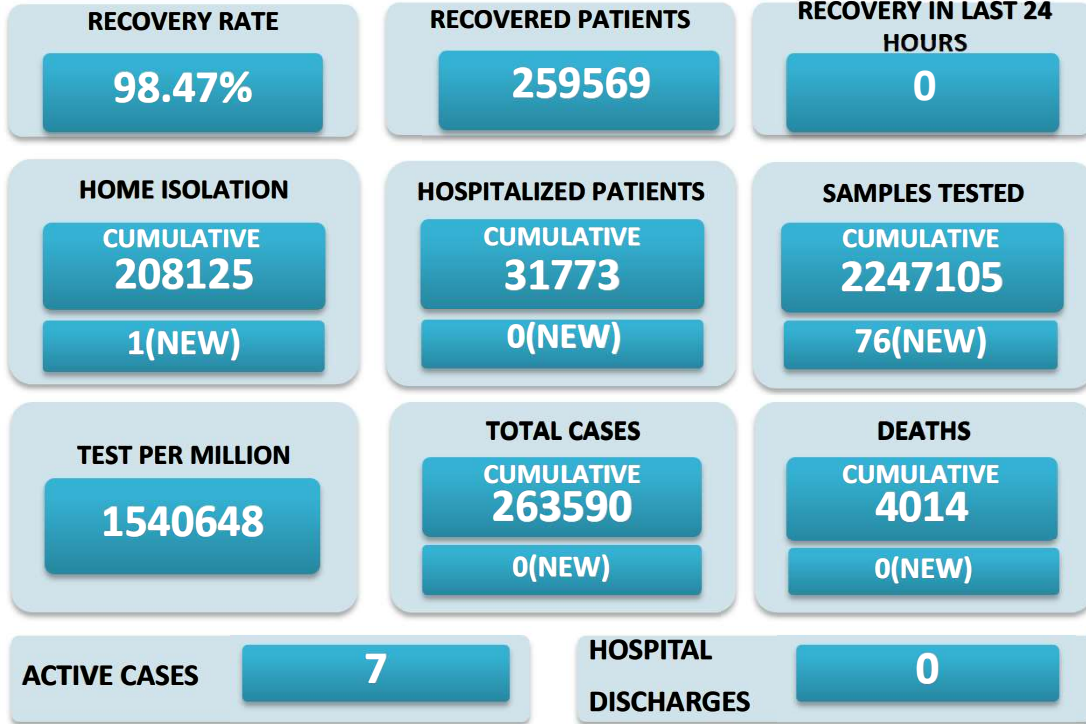 RECOVERY RATE
98.47%
RECOVERED PATIENTS
259569
RECOVERY IN LAST 24
HOURS
0
HOME ISOLATION
CUMULATIVE
208125
1(NEW)
HOSPITALIZED PATIENTS
CUMULATIVE
31773
0(NEW)
SAMPLES TESTED
CUMULATIVE
2247105
76(NEW)
TEST PER MILLION
1540648
TOTAL CASES
CUMULATIVE
263590
0(NEW)
DEATHS
CUMULATIVE
4014
0(NEW)
ACTIVE CASES
7
HOSPITAL
DISCHARGES
0